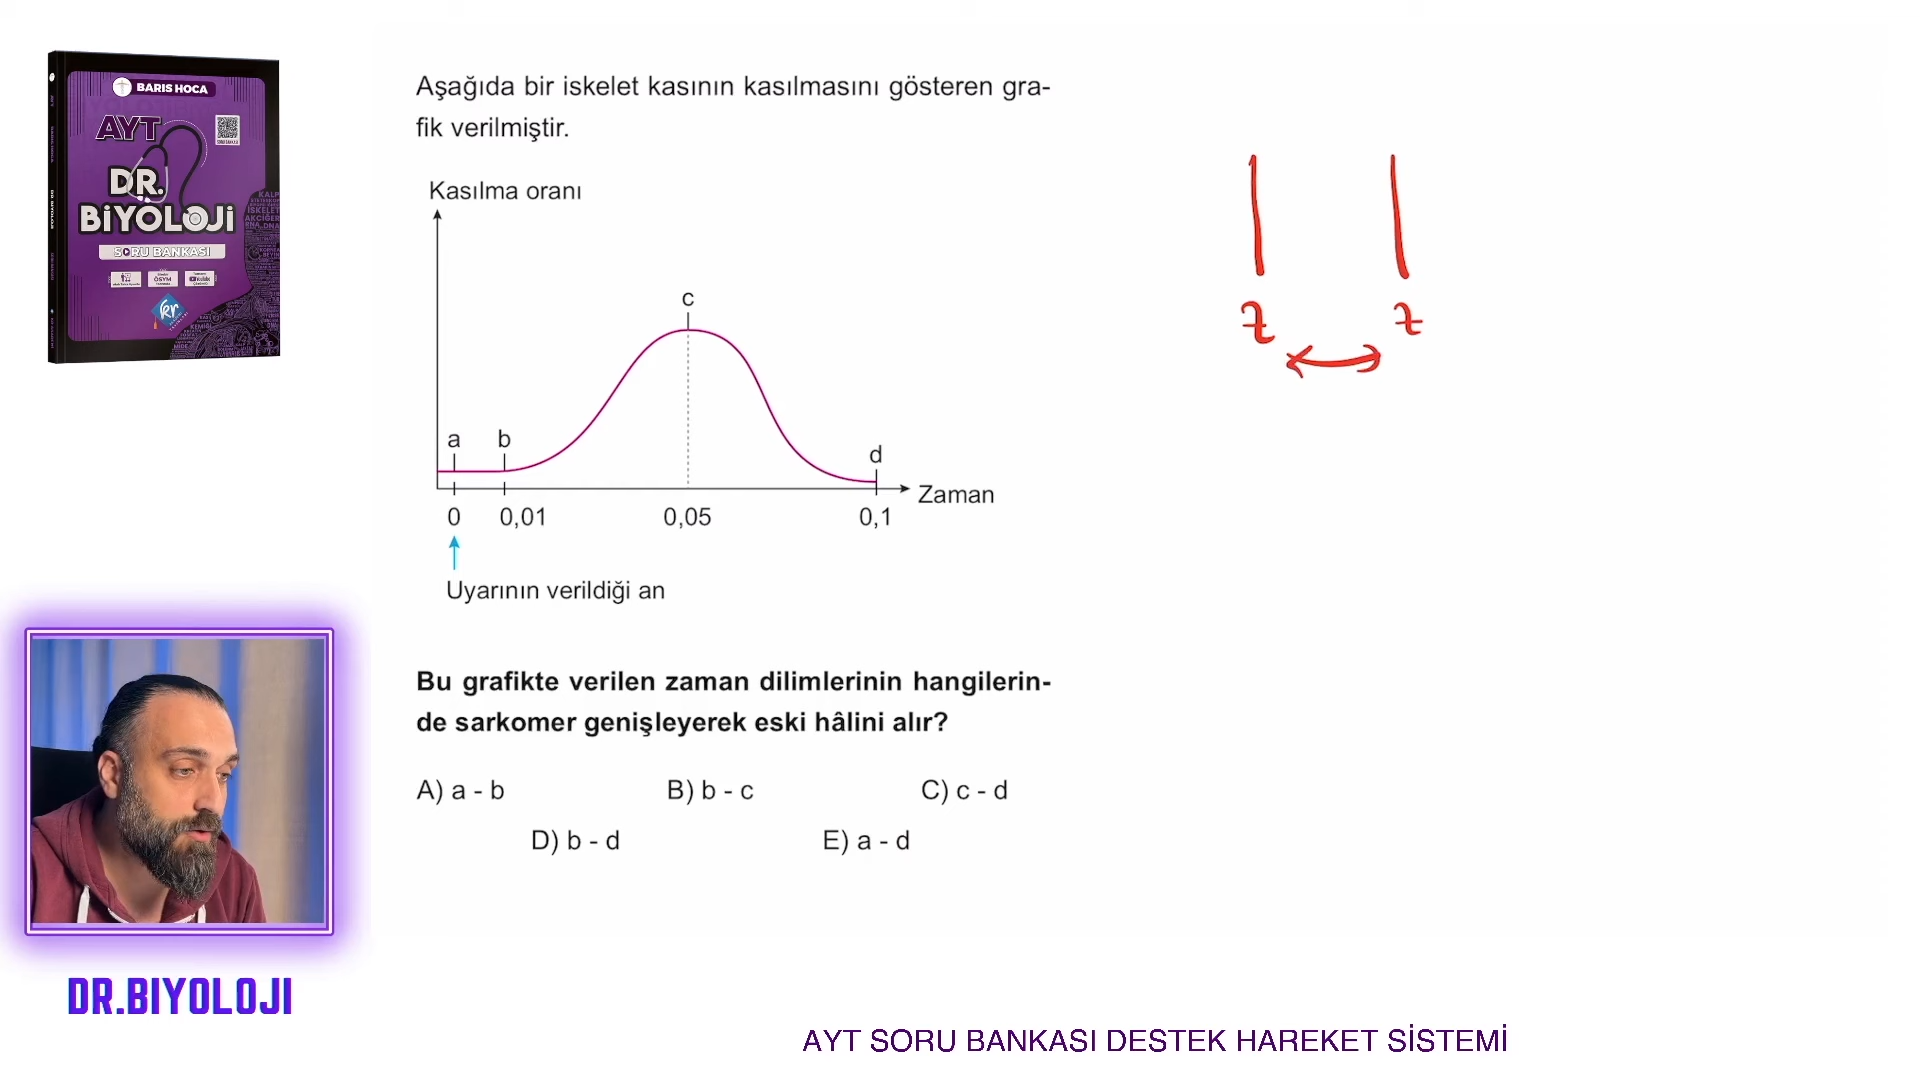 BARIS HOCA
AYT
DR.
BİYOLOJİ
SORU BANKASI
Aşağıda bir iskelet kasının kasılmasını gösteren gra-
fik verilmiştir.
Kasılma oranı
c
a
b
d
Zaman
0
0,01
0,05
0,1
Uyarının verildiği an
z
z
Bu grafikte verilen zaman dilimlerinin hangilerin-
de sarkomer genişleyerek eski hâlini alır?
A) a - b
B) b - c
C) c - d
D) b - d
E) a - d
DR.BIYOLOJI
AYT SORU BANKASI DESTEK HAREKET SİSTEMİ